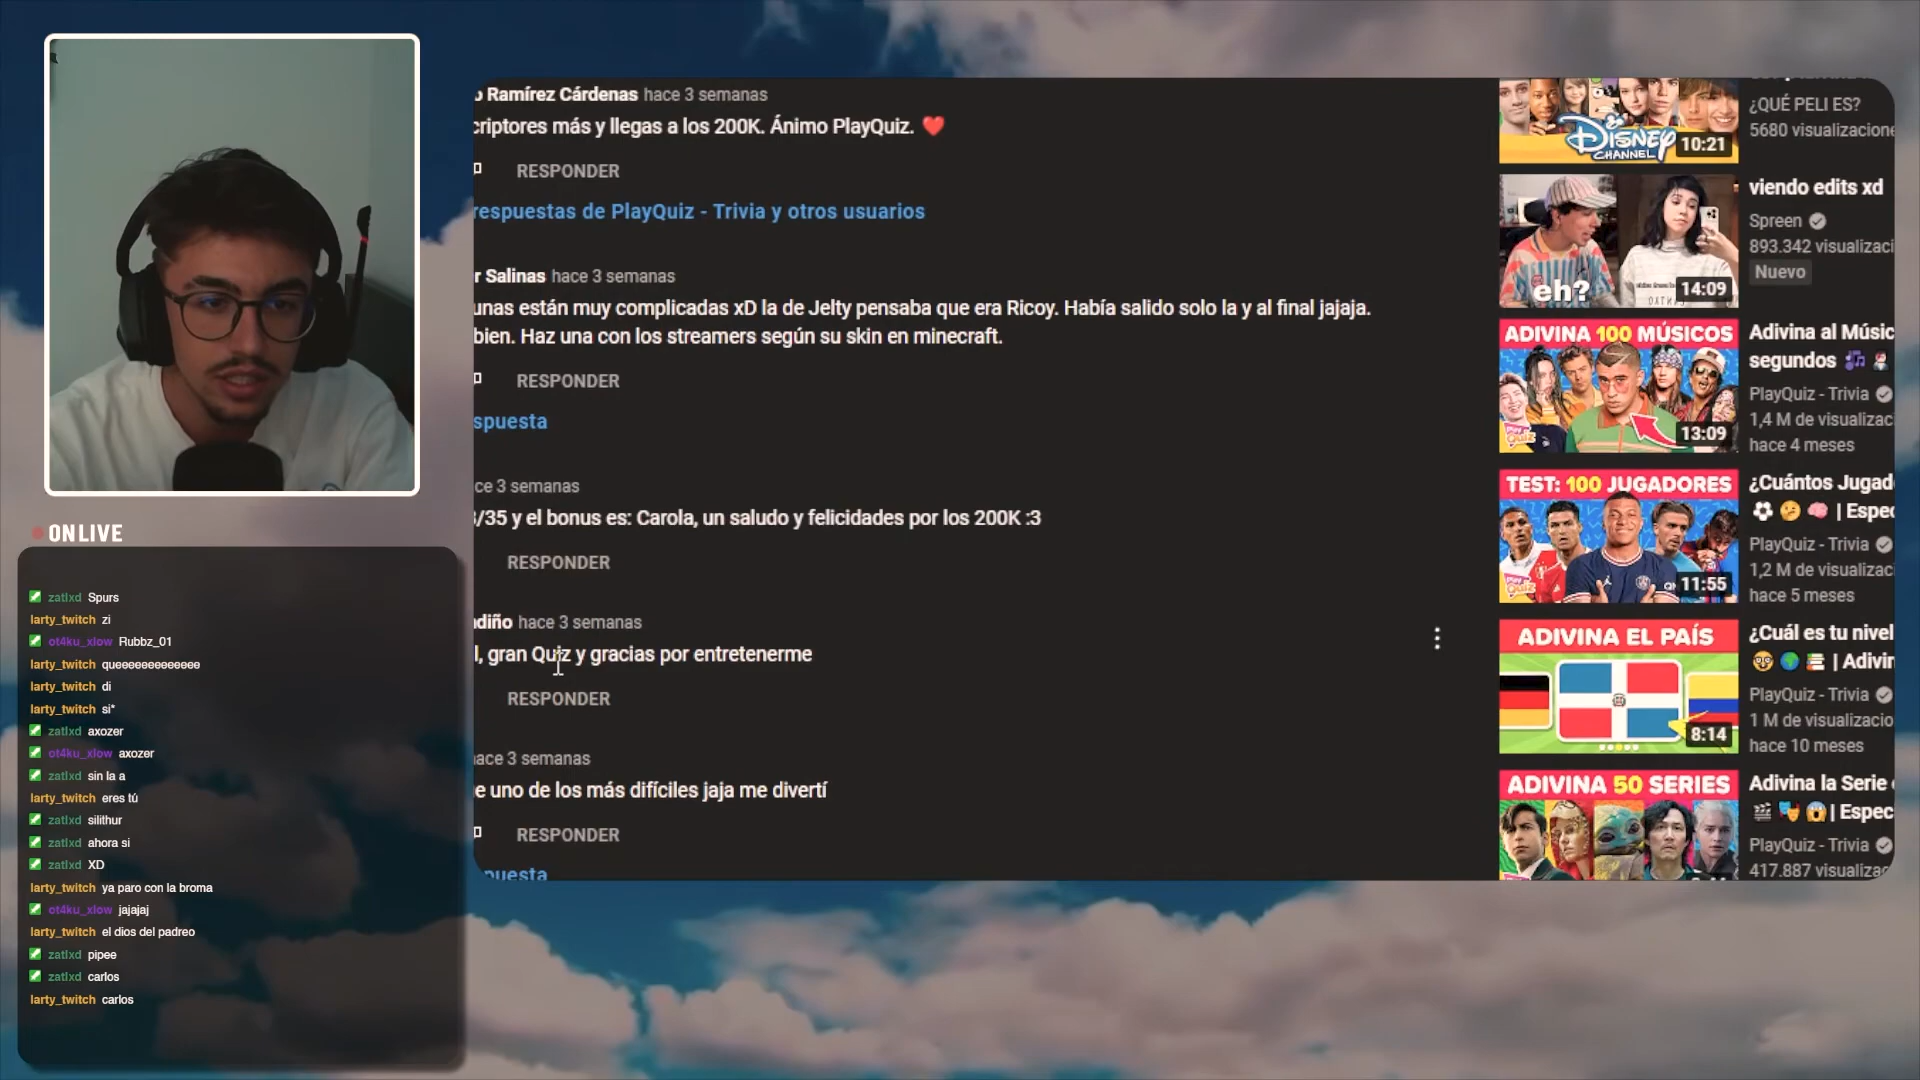 Ramírez Cárdenas hace 3 semanas
criptores más y llegas a los 200K. Ánimo PlayQuiz. ❤️
RESPONDER
respuestas de PlayQuiz - Trivia y otros usuarios
r Salinas hace 3 semanas
unas están muy complicadas xD la de Jelty pensaba que era Ricoy. Había salido solo la y al final jajaja.
bien. Haz una con los streamers según su skin en minecraft.
RESPONDER
spuesta
ce 3 semanas
/35 y el bonus es: Carola, un saludo y felicidades por los 200K :3
RESPONDER
diño hace 3 semanas
l, gran Quiz y gracias por entretenerme
RESPONDER
ace 3 semanas
e uno de los más difíciles jaja me divertí
RESPONDER
puesta
DISNEY
CHANNEL
10:21
¿QUÉ PELI ES?
5680 visualizacione
eh?
14:09
viendo edits xd
Spreen
893.342 visualizaci
Nuevo
ADIVINA 100 MÚSICOS
Play
Quiz
13:09
Adivina al Músic
segundos
PlayQuiz - Trivia
1,4 M de visualizac
hace 4 meses
TEST: 100 JUGADORES
Play
Quiz
11:55
¿Cuántos Jugad
⚽ 🤔 🧠 | Espec
PlayQuiz - Trivia
1,2 M de visualizac
hace 5 meses
ADIVINA EL PAÍS
8:14
¿Cuál es tu nivel
🤓 🌍 📚 | Adivin
PlayQuiz - Trivia
1 M de visualizacio
hace 10 meses
ADIVINA 50 SERIES
Adivina la Serie
🎬 🎭 😱 | Espec
PlayQuiz - Trivia
417.887 visualizac
ON LIVE
zatlxd Spurs
larty_twitch zi
ot4ku_xlow Rubbz_01
larty_twitch queeeeeeeeeeeee
larty_twitch di
larty_twitch si*
zatlxd axozer
ot4ku_xlow axozer
zatlxd sin la a
larty_twitch eres tú
zatlxd silithur
zatlxd ahora si
zatlxd XD
larty_twitch ya paro con la broma
ot4ku_xlow jajajaj
larty_twitch el dios del padreo
zatlxd pipee
zatlxd carlos
larty_twitch carlos